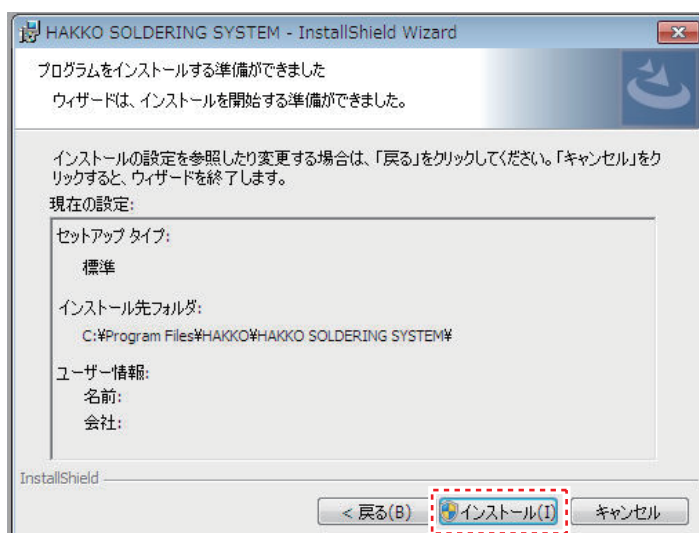 HAKKO SOLDERING SYSTEM - InstallShield Wizard
プログラムをインストールする準備ができました
ウィザードは、インストールを開始する準備ができました。
インストールの設定を参照したり変更する場合は、「戻る」をクリックしてください。「キャンセル」をク
リックすると、ウィザードを終了します。
現在の設定:
セットアップ タイプ:
標準
インストール先フォルダ:
C:¥Program Files¥HAKKO¥HAKKO SOLDERING SYSTEM¥
ユーザー情報:
名前:
会社:
InstallShield
< 戻る(B) インストール(I) キャンセル